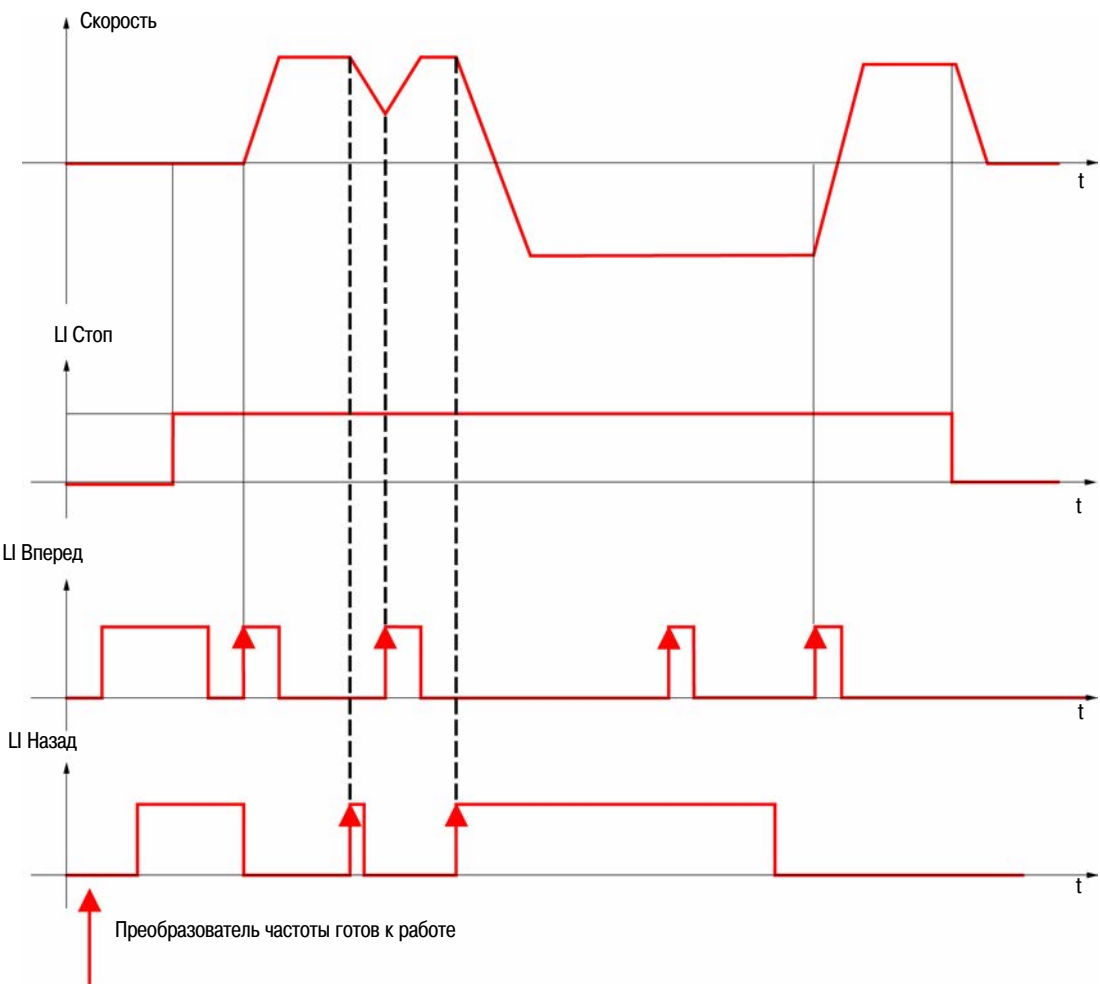 Скорость
t
LI Стоп
t
LI Вперед
t
LI Назад
t
Преобразователь частоты готов к работе